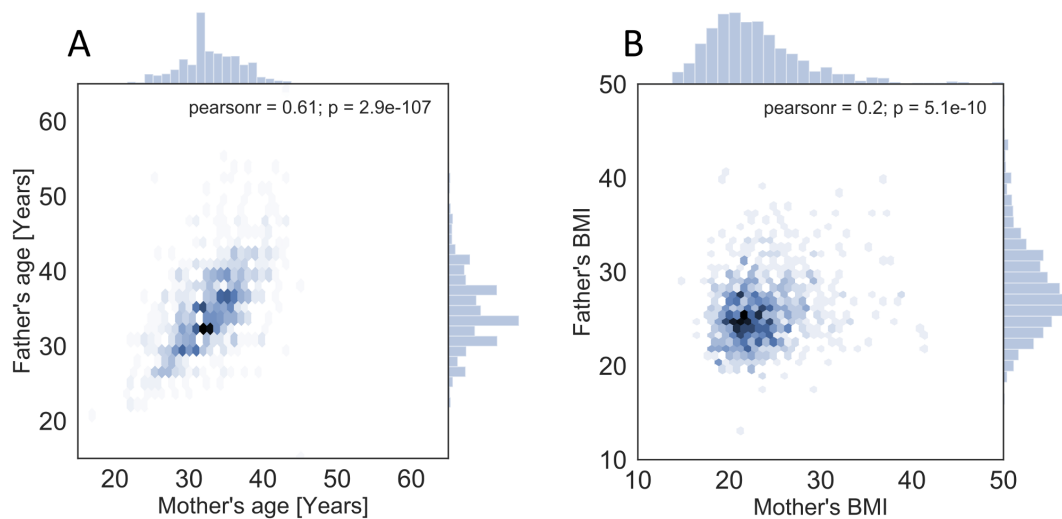 A
pearsonr = 0.61; p = 2.9e-107
60
50
40
30
20
Father's age [Years]
20 30 40 50 60
Mother's age [Years]
B
pearsonr = 0.2; p = 5.1e-10
50
40
30
20
10
Father's BMI
10 20 30 40 50
Mother's BMI